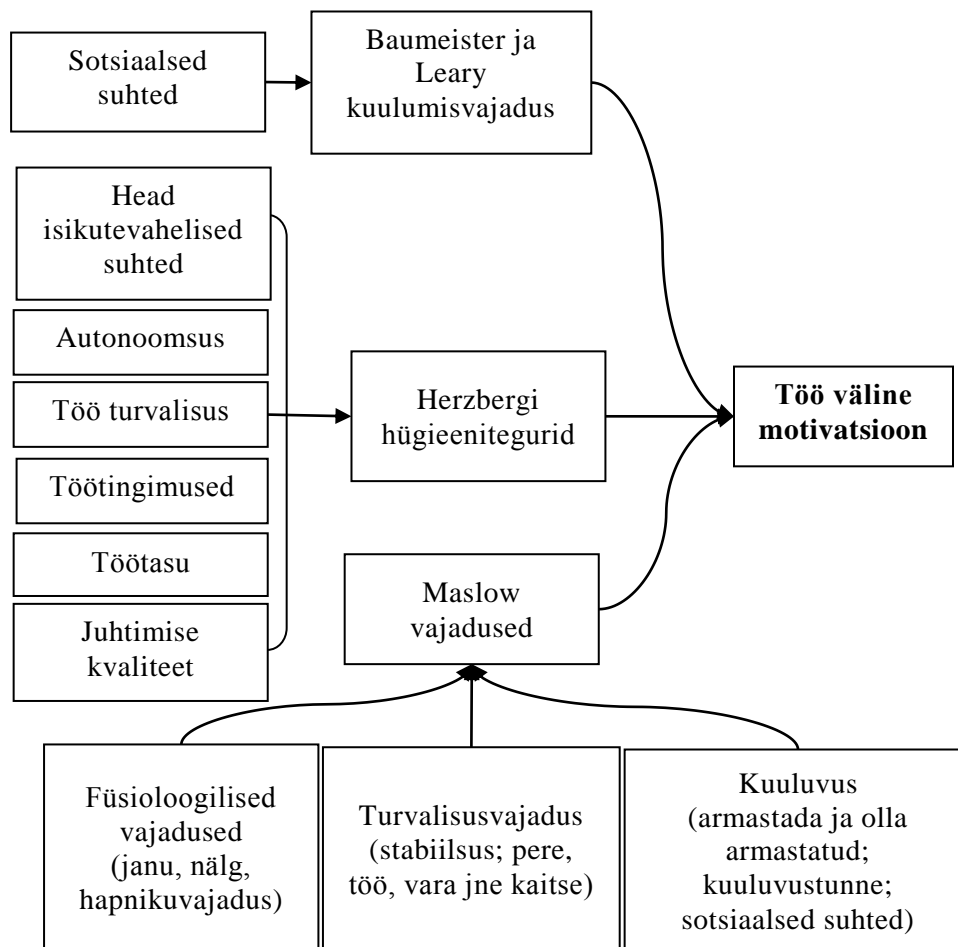 Sotsiaalsed
suhted
Baumeister ja
Leary
kuulumisvajadus
Head
isikutevahelised
suhted
Autonoomsus
Töö turvalisus
Töötingimused
Töötasu
Juhtimise
kvaliteet
Herzbergi
hügieenitegurid
Töö väline
motivatsioon
Maslow
vajadused
Füsioloogilised
vajadused
(janu, nälg,
hapnikuvajadus)
Turvalisusvajadus
(stabiilsus; pere,
töö, vara jne kaitse)
Kuuluvus
(armastada ja olla
armastatud;
kuuluvustunne;
sotsiaalsed suhted)